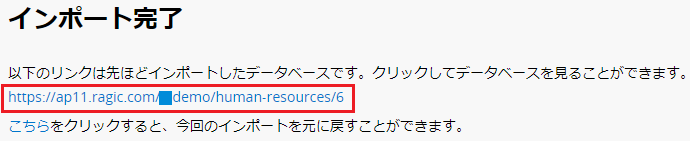 インポート完了
以下のリンクは先ほどインポートしたデータベースです。クリックしてデータベースを見ることができます。
https://ap11.ragic.com/demo/human-resources/6
こちらをクリックすると、今回のインポートを元に戻すことができます。